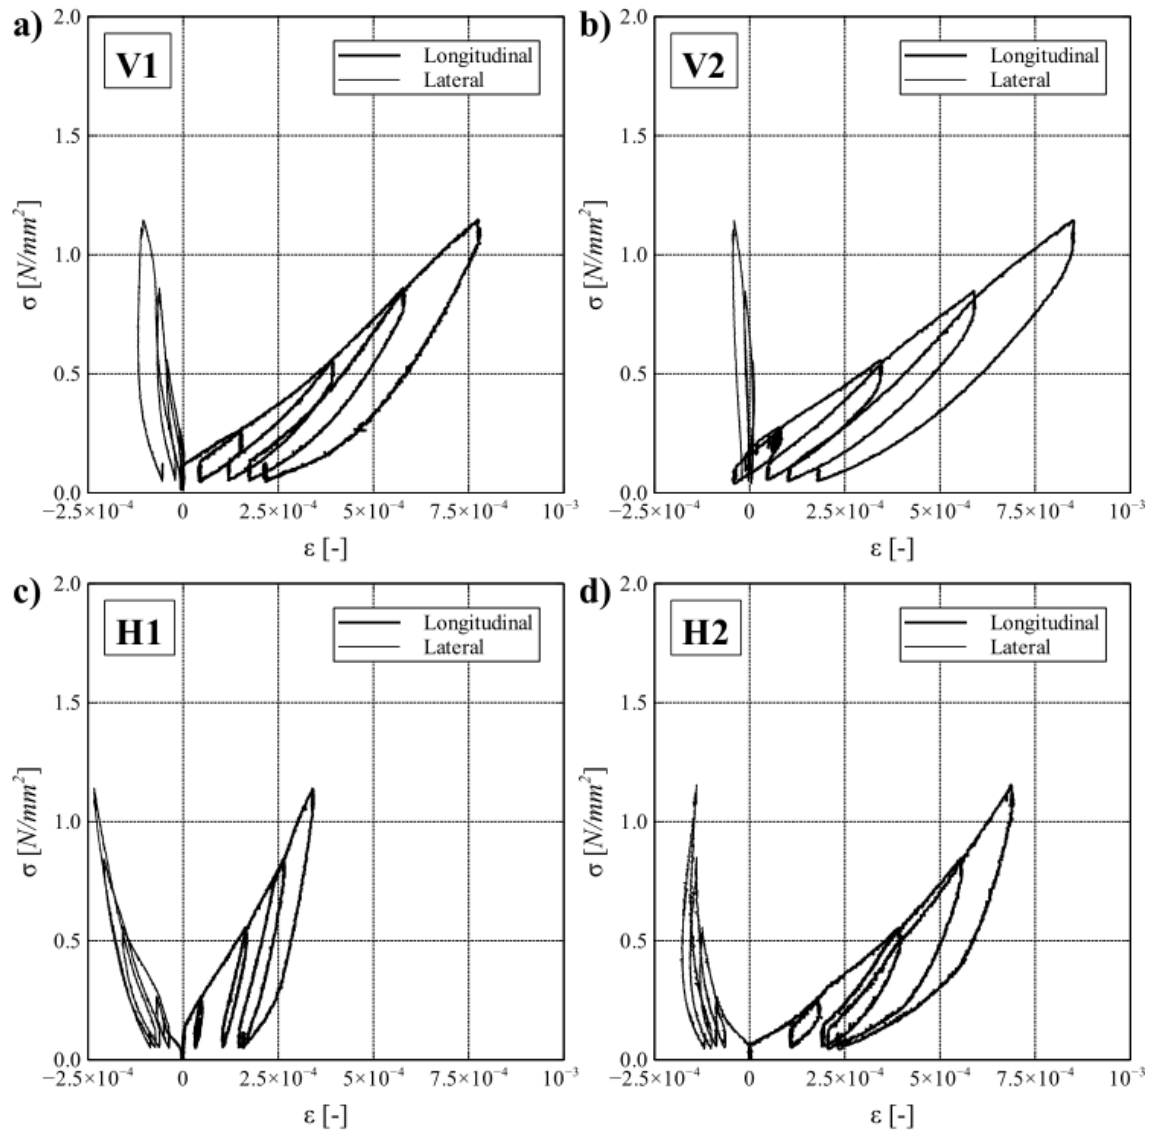 a)
V1
Longitudinal
Lateral
2.0
1.5
1.0
0.5
0.0
σ [N/mm²]
−2.5×10⁻⁴ 0 2.5×10⁻⁴ 5×10⁻⁴ 7.5×10⁻⁴ 10⁻³
ε [-]
b)
V2
Longitudinal
Lateral
2.0
1.5
1.0
0.5
0.0
σ [N/mm²]
−2.5×10⁻⁴ 0 2.5×10⁻⁴ 5×10⁻⁴ 7.5×10⁻⁴ 10⁻³
ε [-]
c)
H1
Longitudinal
Lateral
2.0
1.5
1.0
0.5
0.0
σ [N/mm²]
−2.5×10⁻⁴ 0 2.5×10⁻⁴ 5×10⁻⁴ 7.5×10⁻⁴ 10⁻³
ε [-]
d)
H2
Longitudinal
Lateral
2.0
1.5
1.0
0.5
0.0
σ [N/mm²]
−2.5×10⁻⁴ 0 2.5×10⁻⁴ 5×10⁻⁴ 7.5×10⁻⁴ 10⁻³
ε [-]